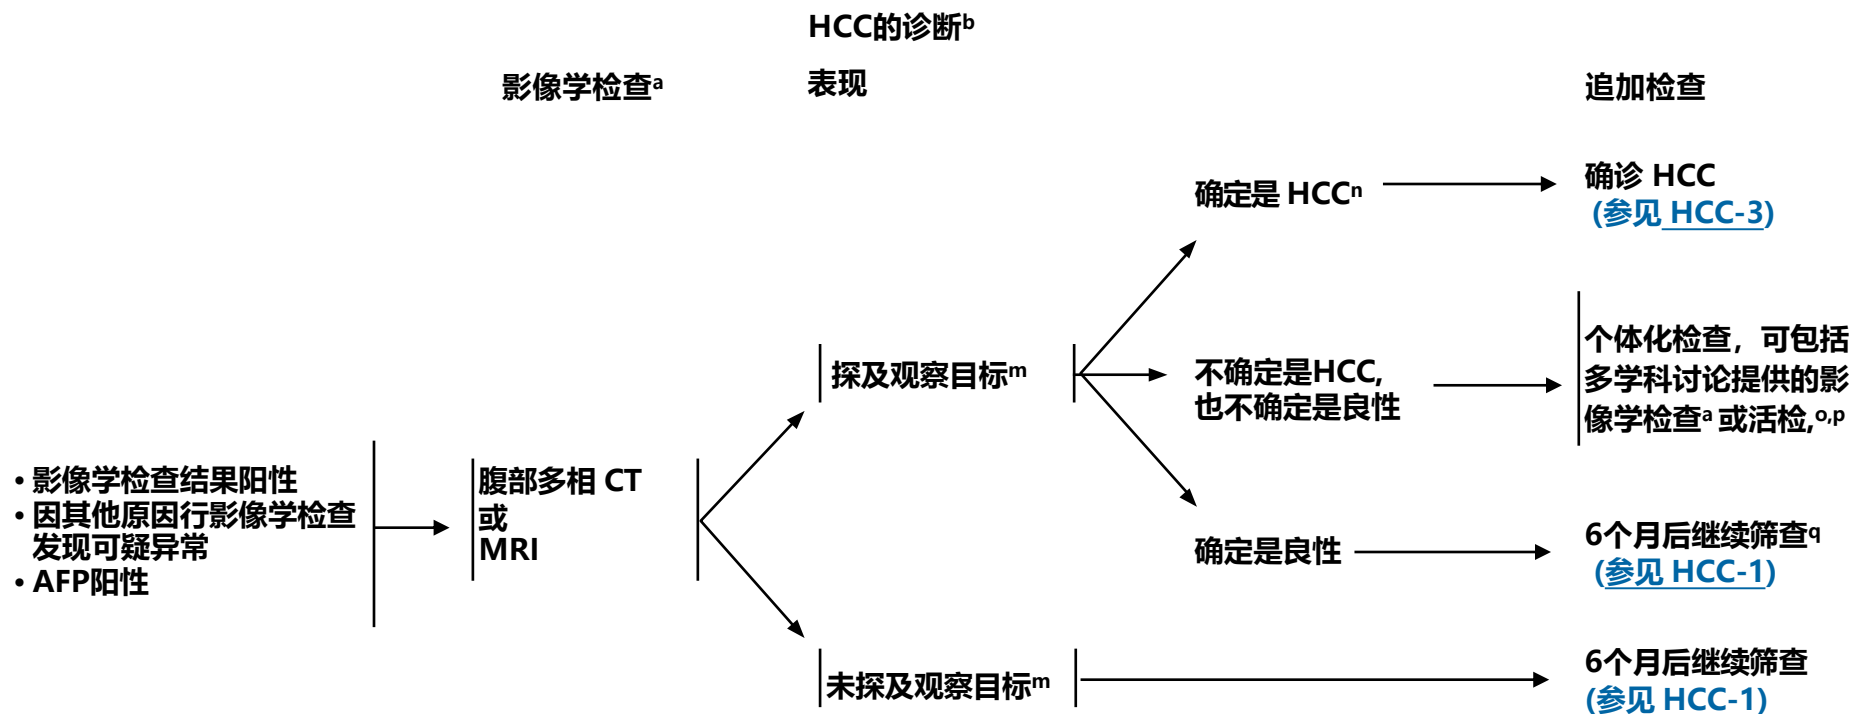 HCC的诊断b
影像学检查a
表现
追加检查
确定是 HCCn
确诊 HCC
(参见 HCC-3)
探及观察目标m
不确定是HCC,
也不确定是良性
个体化检查，可包括
多学科讨论提供的影
像学检查a 或活检,o,p
• 影像学检查结果阳性
• 因其他原因行影像学检查
发现可疑异常
• AFP阳性
腹部多相 CT
或
MRI
确定是良性
6个月后继续筛查q
(参见 HCC-1)
未探及观察目标m
6个月后继续筛查
(参见 HCC-1)